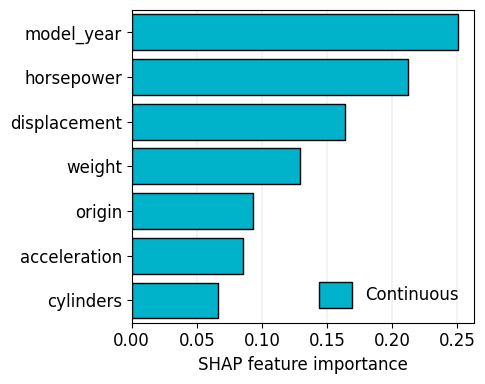 model_year
horsepower
displacement
weight
origin
acceleration
cylinders
Continuous
0.00 0.05 0.10 0.15 0.20 0.25
SHAP feature importance